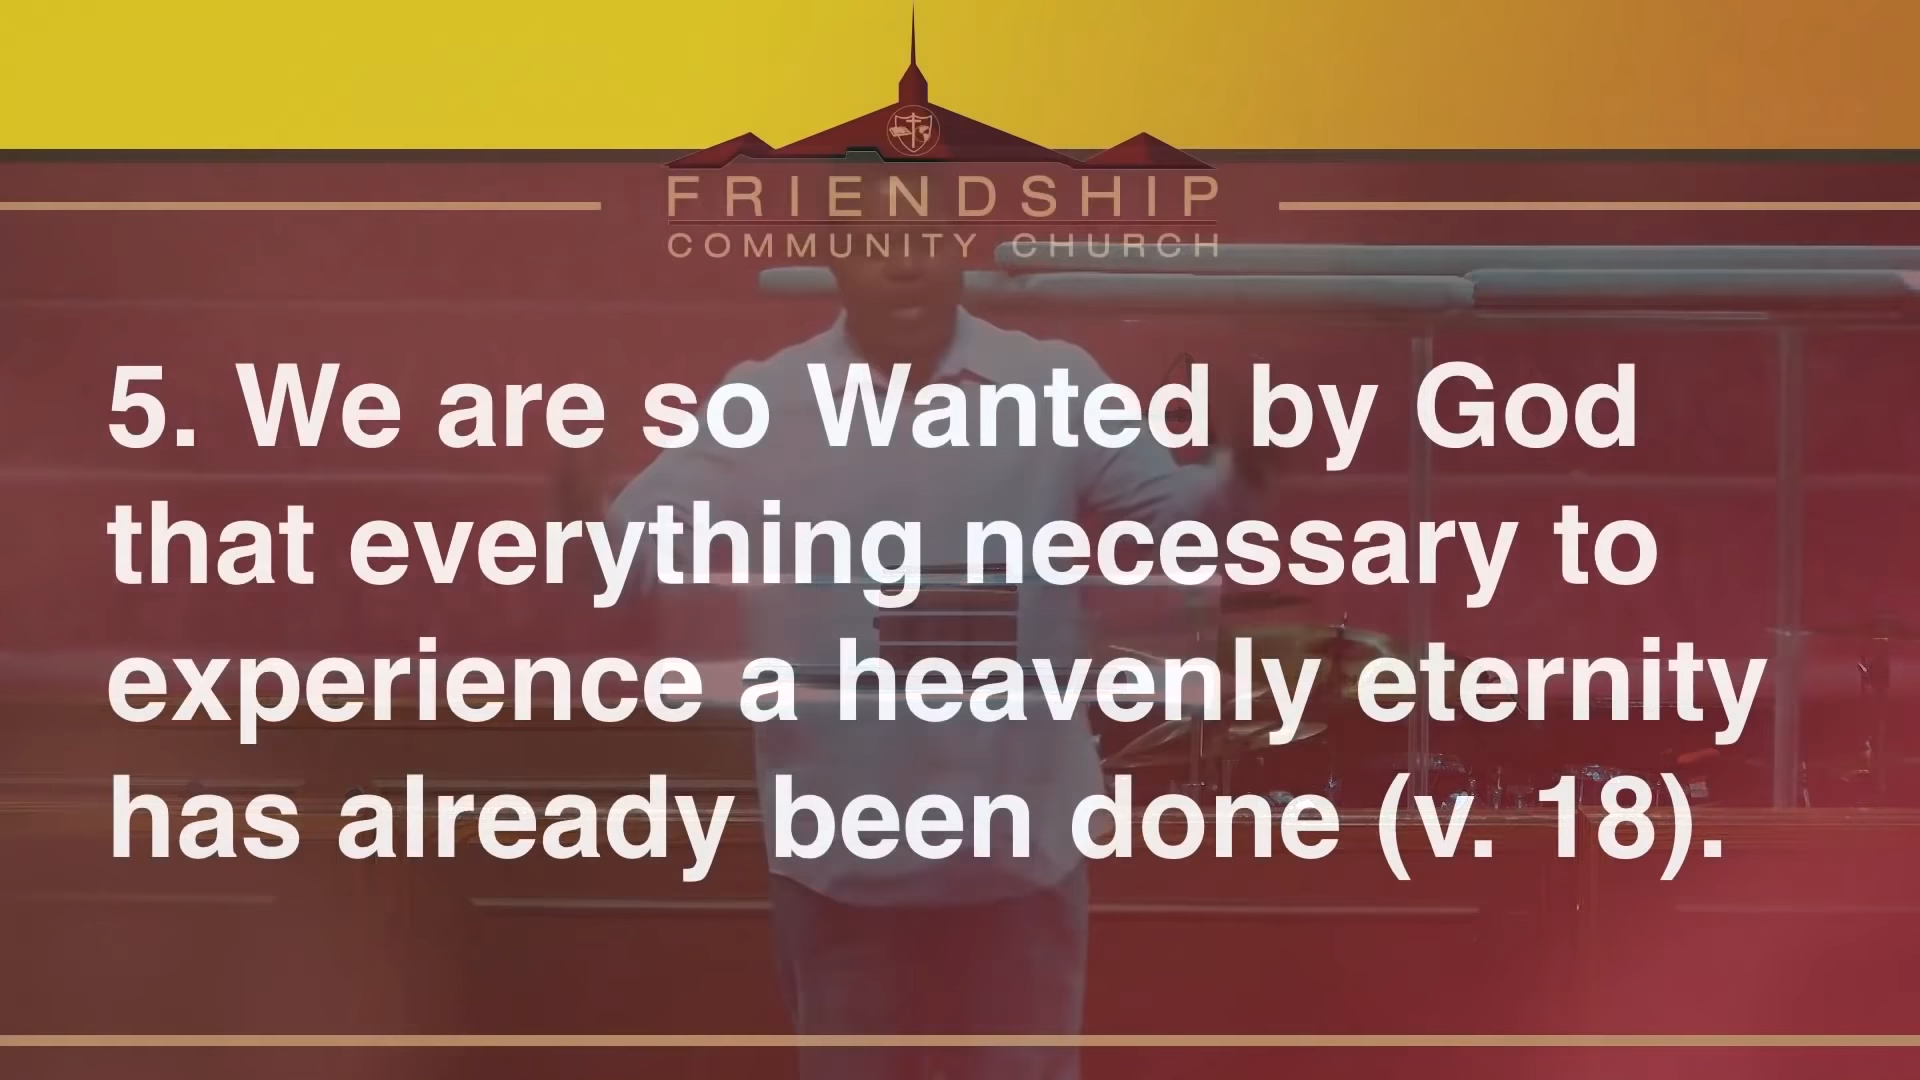 FRIENDSHIP
COMMUNITY CHURCH
5. We are so Wanted by God
that everything necessary to
experience a heavenly eternity
has already been done (v. 18).